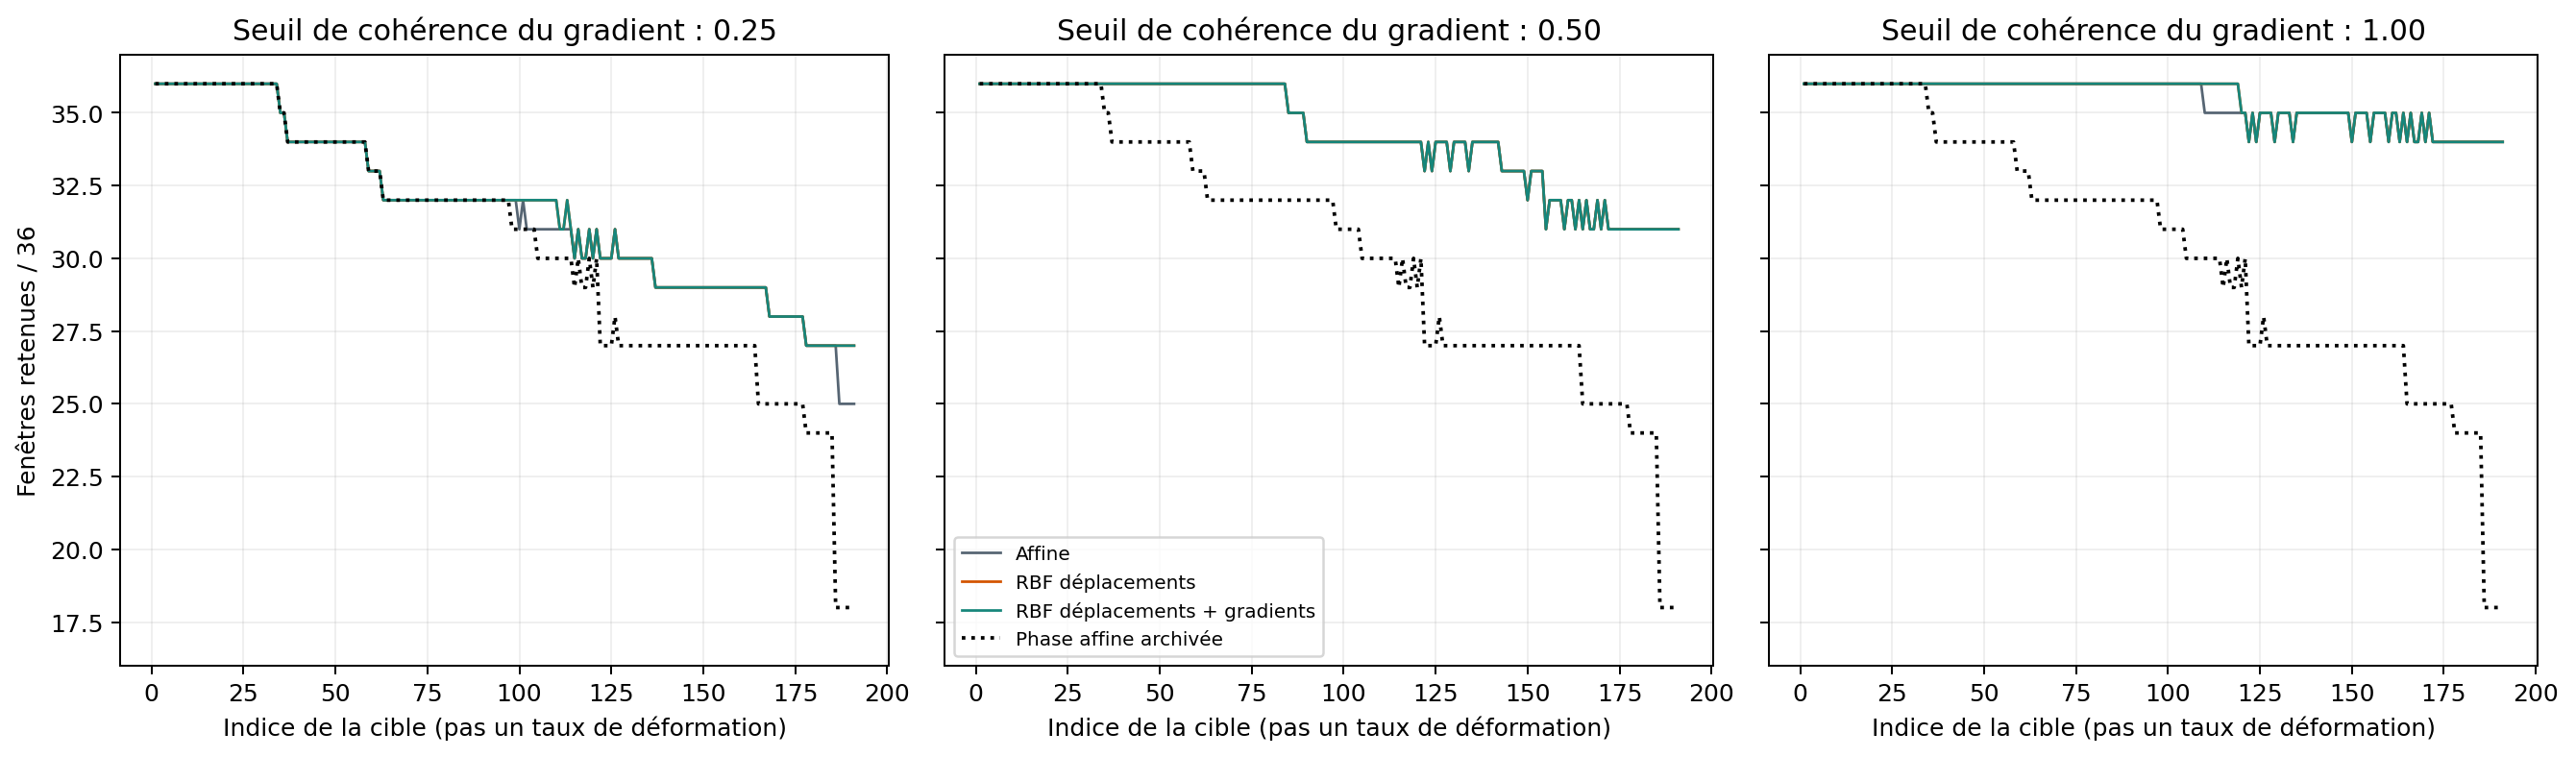 Seuil de cohérence du gradient : 0.25
Seuil de cohérence du gradient : 0.50
Seuil de cohérence du gradient : 1.00
Fenêtres retenues / 36
35.0
32.5
30.0
27.5
25.0
22.5
20.0
17.5
Affine
RBF déplacements
RBF déplacements + gradients
Phase affine archivée
0 25 50 75 100 125 150 175 200
0 25 50 75 100 125 150 175 200
0 25 50 75 100 125 150 175 200
Indice de la cible (pas un taux de déformation)
Indice de la cible (pas un taux de déformation)
Indice de la cible (pas un taux de déformation)